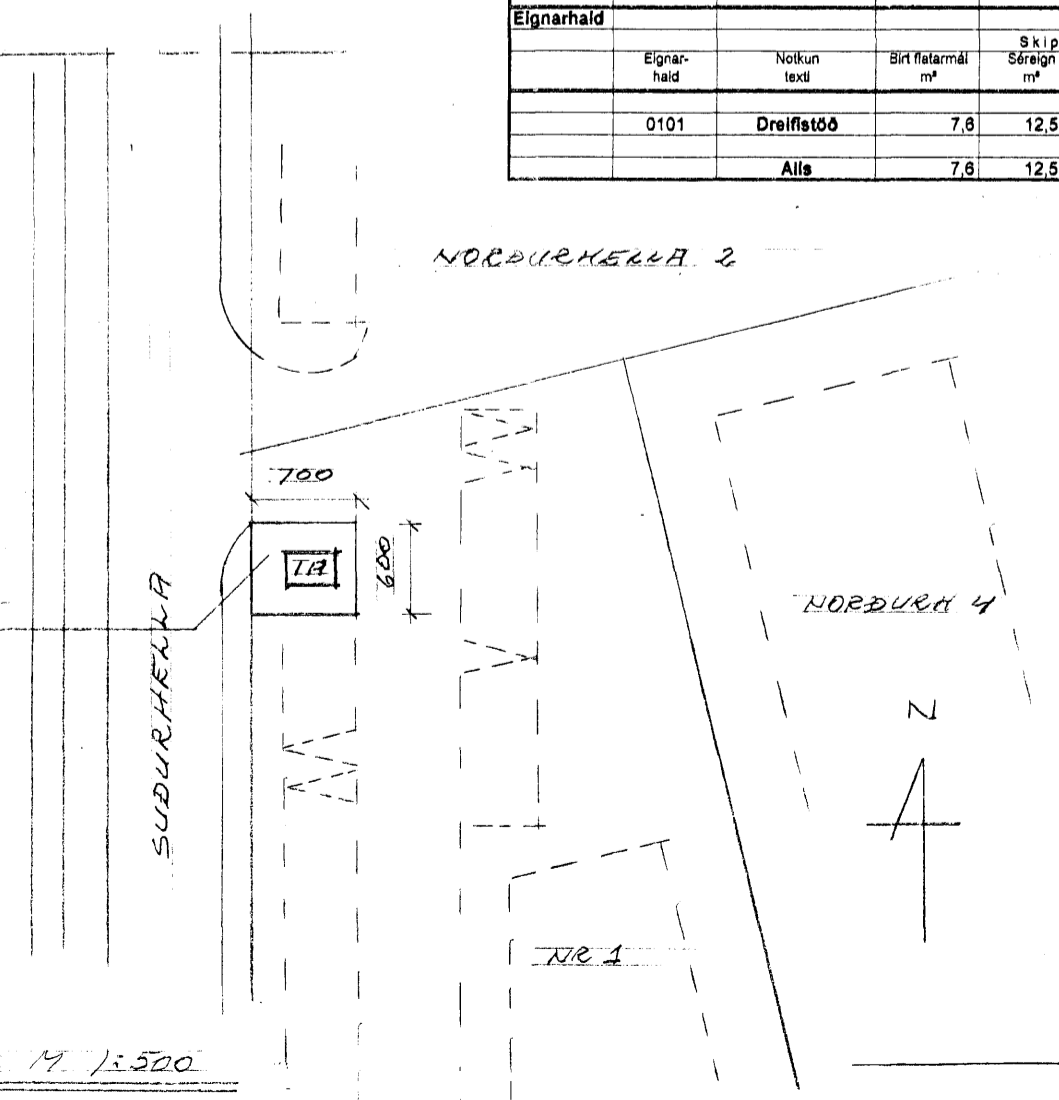 Eignarhald
Skip
Eignar- Notkun Birt flatarmál Séreign
hald texti m² m²
0101 Dreifistöð 7,6 12,5
Alls 7,6 12,5
NORÐURHELLA 2
700
600
SUÐURHELLA
NORÐURH 4
N
NR 1
M 1:500